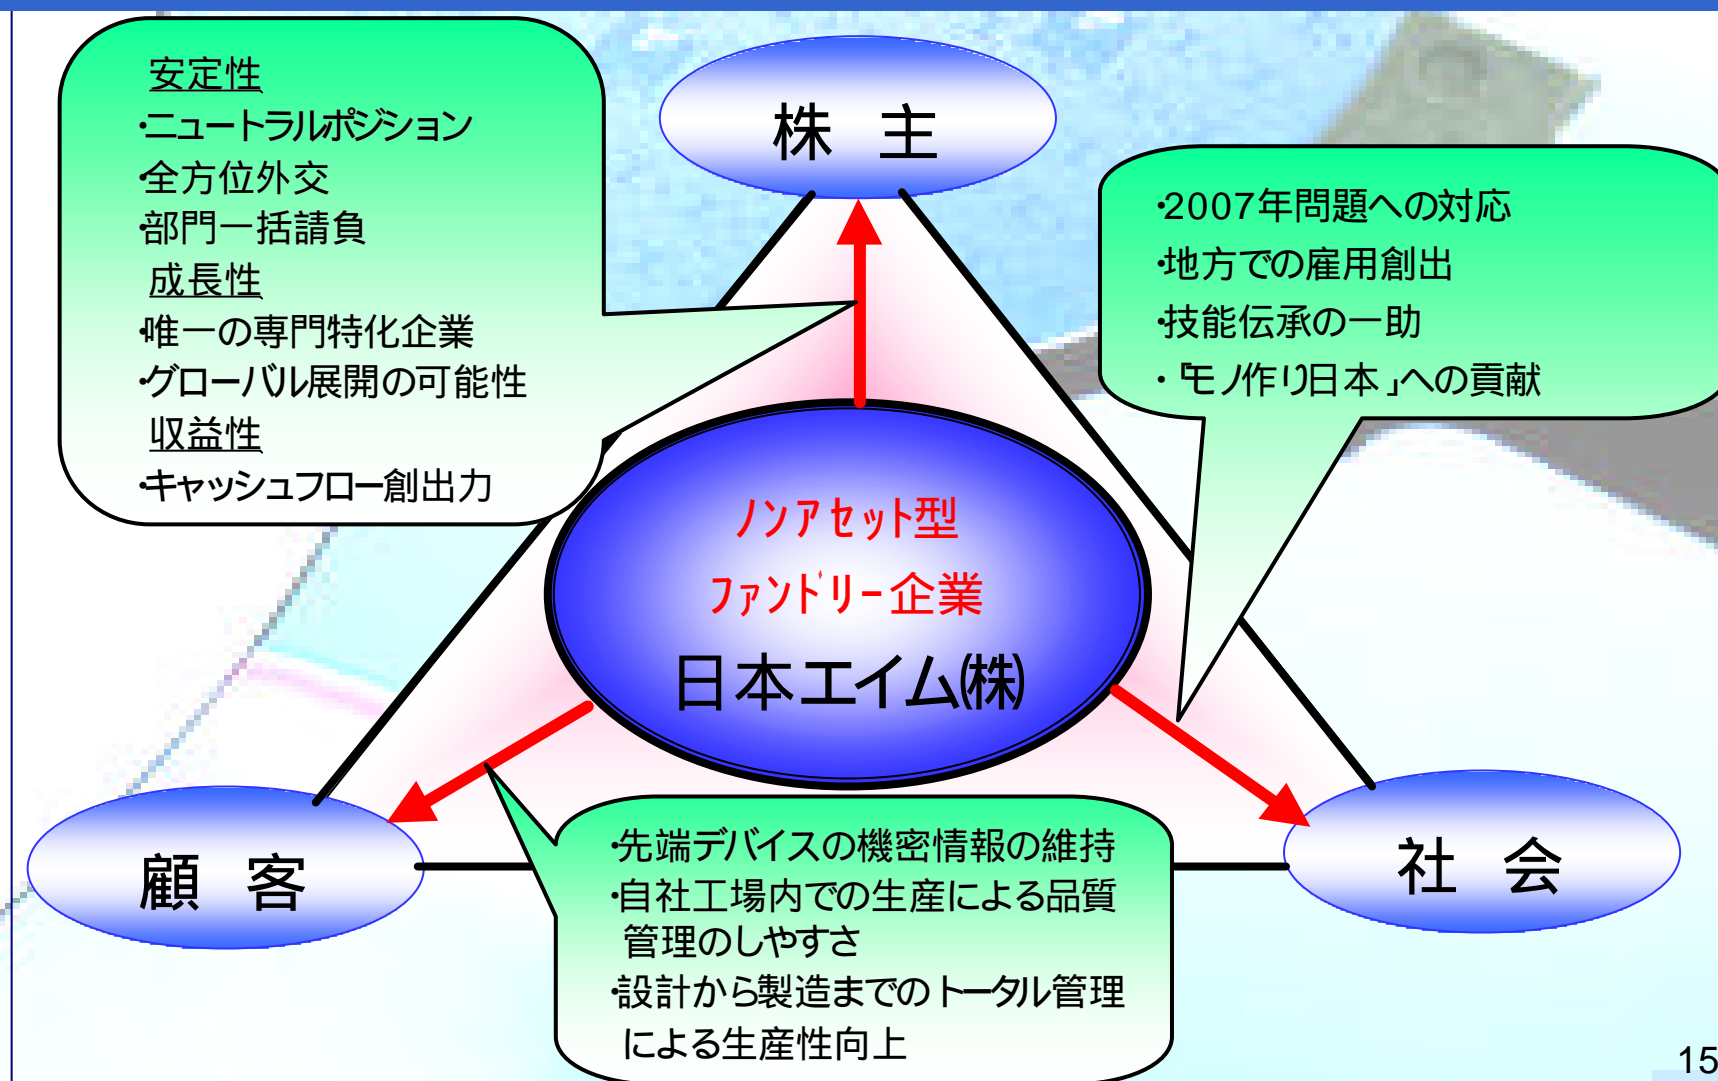 安定性
・ニュートラルポジション
・全方位外交
・部門一括請負
成長性
・唯一の専門特化企業
・グローバル展開の可能性
収益性
・キャッシュフロー創出力
株 主
・2007年問題への対応
・地方での雇用創出
・技能伝承の一助
・『モノ作り日本」への貢献
ﾉﾝｱｾｯﾄ型
ﾌｧﾝﾄﾞﾘｰ企業
日本エイム㈱
顧 客
・先端デバイスの機密情報の維持
・自社工場内での生産による品質
管理のしやすさ
・設計から製造までのトータル管理
による生産性向上
社 会
15